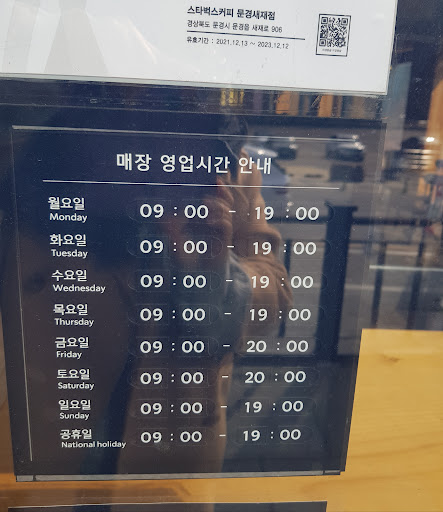 스타벅스커피 문경새재점
경상북도 문경시 문경읍 새재로 906
유효기간 : 2021.12.13 ~ 2023.12.12
매장 영업시간 안내
월요일 09 : 00 - 19 : 00
Monday
화요일 09 : 00 - 19 : 00
Tuesday
수요일 09 : 00 - 19 : 00
Wednesday
목요일 09 : 00 - 19 : 00
Thursday
금요일 09 : 00 - 20 : 00
Friday
토요일 09 : 00 - 20 : 00
Saturday
일요일 09 : 00 - 19 : 00
Sunday
공휴일 09 : 00 - 19 : 00
National holiday